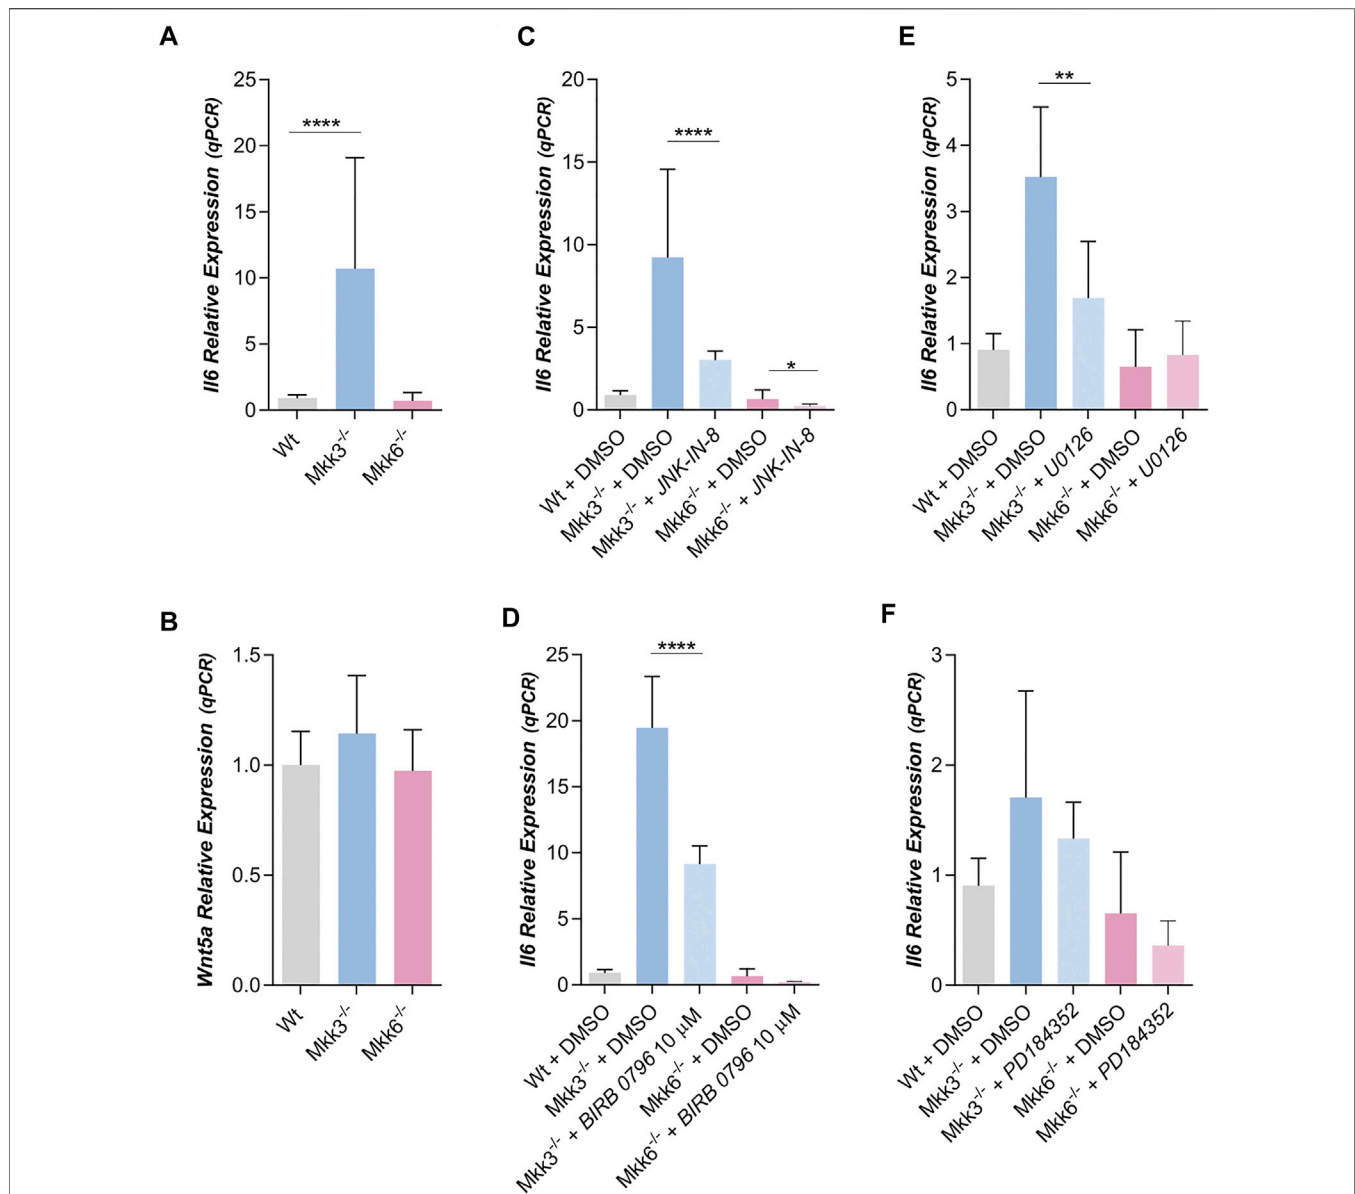 A
Il6 Relative Expression (qPCR)
25
20
15
10
5
0
****
Wt
Mkk3-/-
Mkk6-/-
C
Il6 Relative Expression (qPCR)
20
15
10
5
0
****
*
Wt + DMSO
Mkk3-/- + DMSO
Mkk3-/- + JNK-IN-8
Mkk6-/- + DMSO
Mkk6-/- + JNK-IN-8
E
Il6 Relative Expression (qPCR)
5
4
3
2
1
0
**
Wt + DMSO
Mkk3-/- + DMSO
Mkk3-/- + U0126
Mkk6-/- + DMSO
Mkk6-/- + U0126
B
Wnt5a Relative Expression (qPCR)
1.5
1.0
0.5
0.0
Wt
Mkk3-/-
Mkk6-/-
D
Il6 Relative Expression (qPCR)
25
20
15
10
5
0
****
Wt + DMSO
Mkk3-/- + DMSO
Mkk3-/- + BIRB 0796 10 µM
Mkk6-/- + DMSO
Mkk6-/- + BIRB 0796 10 µM
F
Il6 Relative Expression (qPCR)
3
2
1
0
Wt + DMSO
Mkk3-/- + DMSO
Mkk3-/- + PD184352
Mkk6-/- + DMSO
Mkk6-/- + PD184352